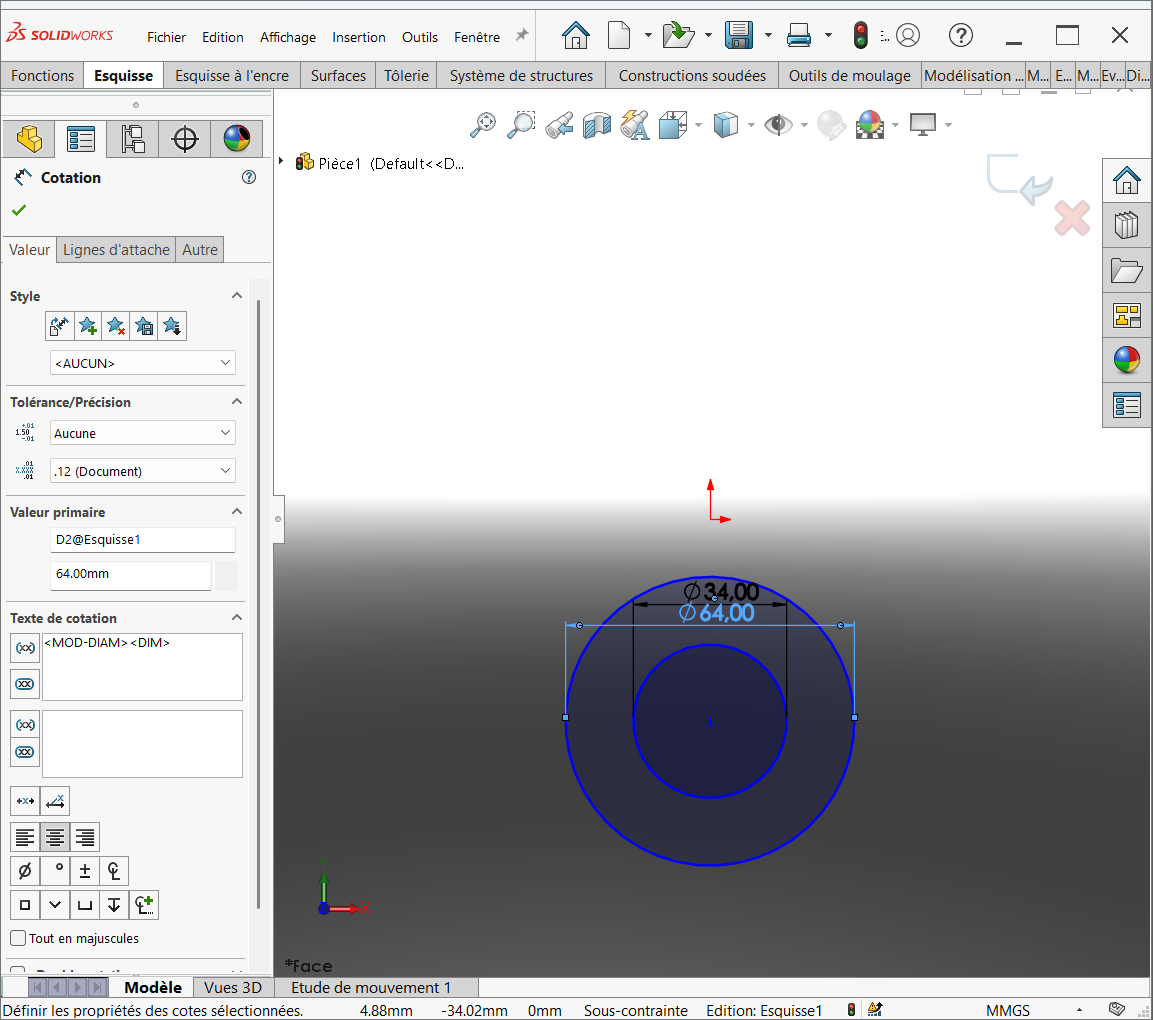 SOLIDWORKS Fichier Edition Affichage Insertion Outils Fenêtre
Fonctions Esquisse Esquisse à l'encre Surfaces Tôlerie Système de structures Constructions soudées Outils de moulage Modélisation ... M... E... M... Ev... Di...
Pièce1 (Default<<D...
Cotation
Valeur Lignes d'attache Autre
Style
<AUCUN>
Tolérance/Précision
Aucune
.12 (Document)
Valeur primaire
D2@Esquisse1
64.00mm
Texte de cotation
<MOD-DIAM><DIM>
Tout en majuscules
∅34,00
∅64,00
*Face
Modèle Vues 3D Etude de mouvement 1
Définir les propriétés des cotes sélectionnées. 4.88mm -34.02mm 0mm Sous-contrainte Edition: Esquisse1 MMGS